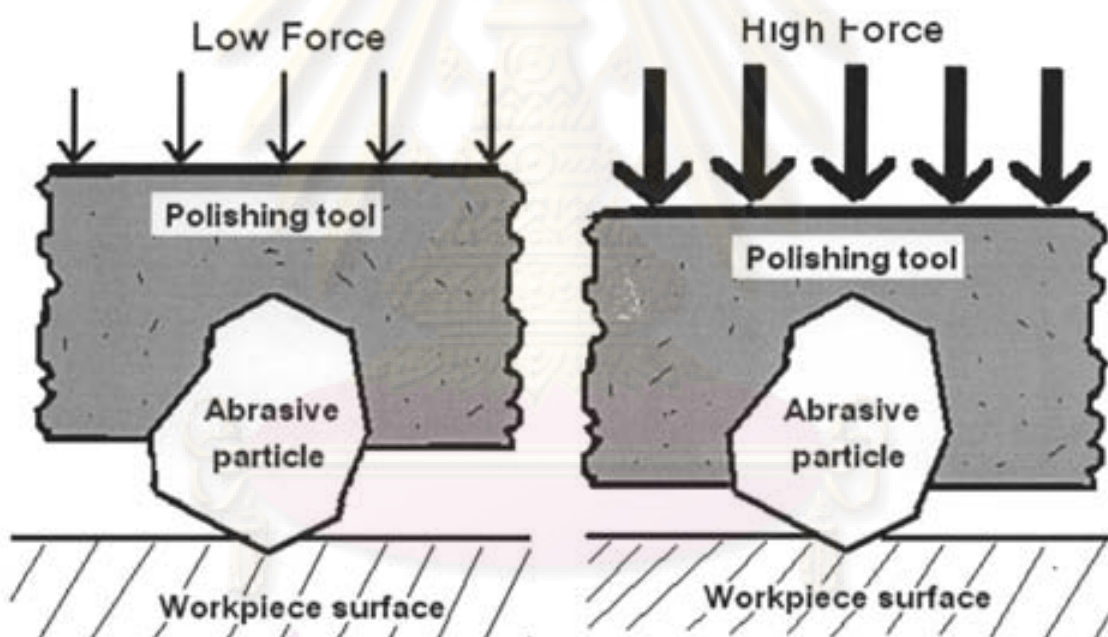 Low Force
High Force
Polishing tool
Polishing tool
Abrasive
particle
Abrasive
particle
Workpiece surface
Workpiece surface